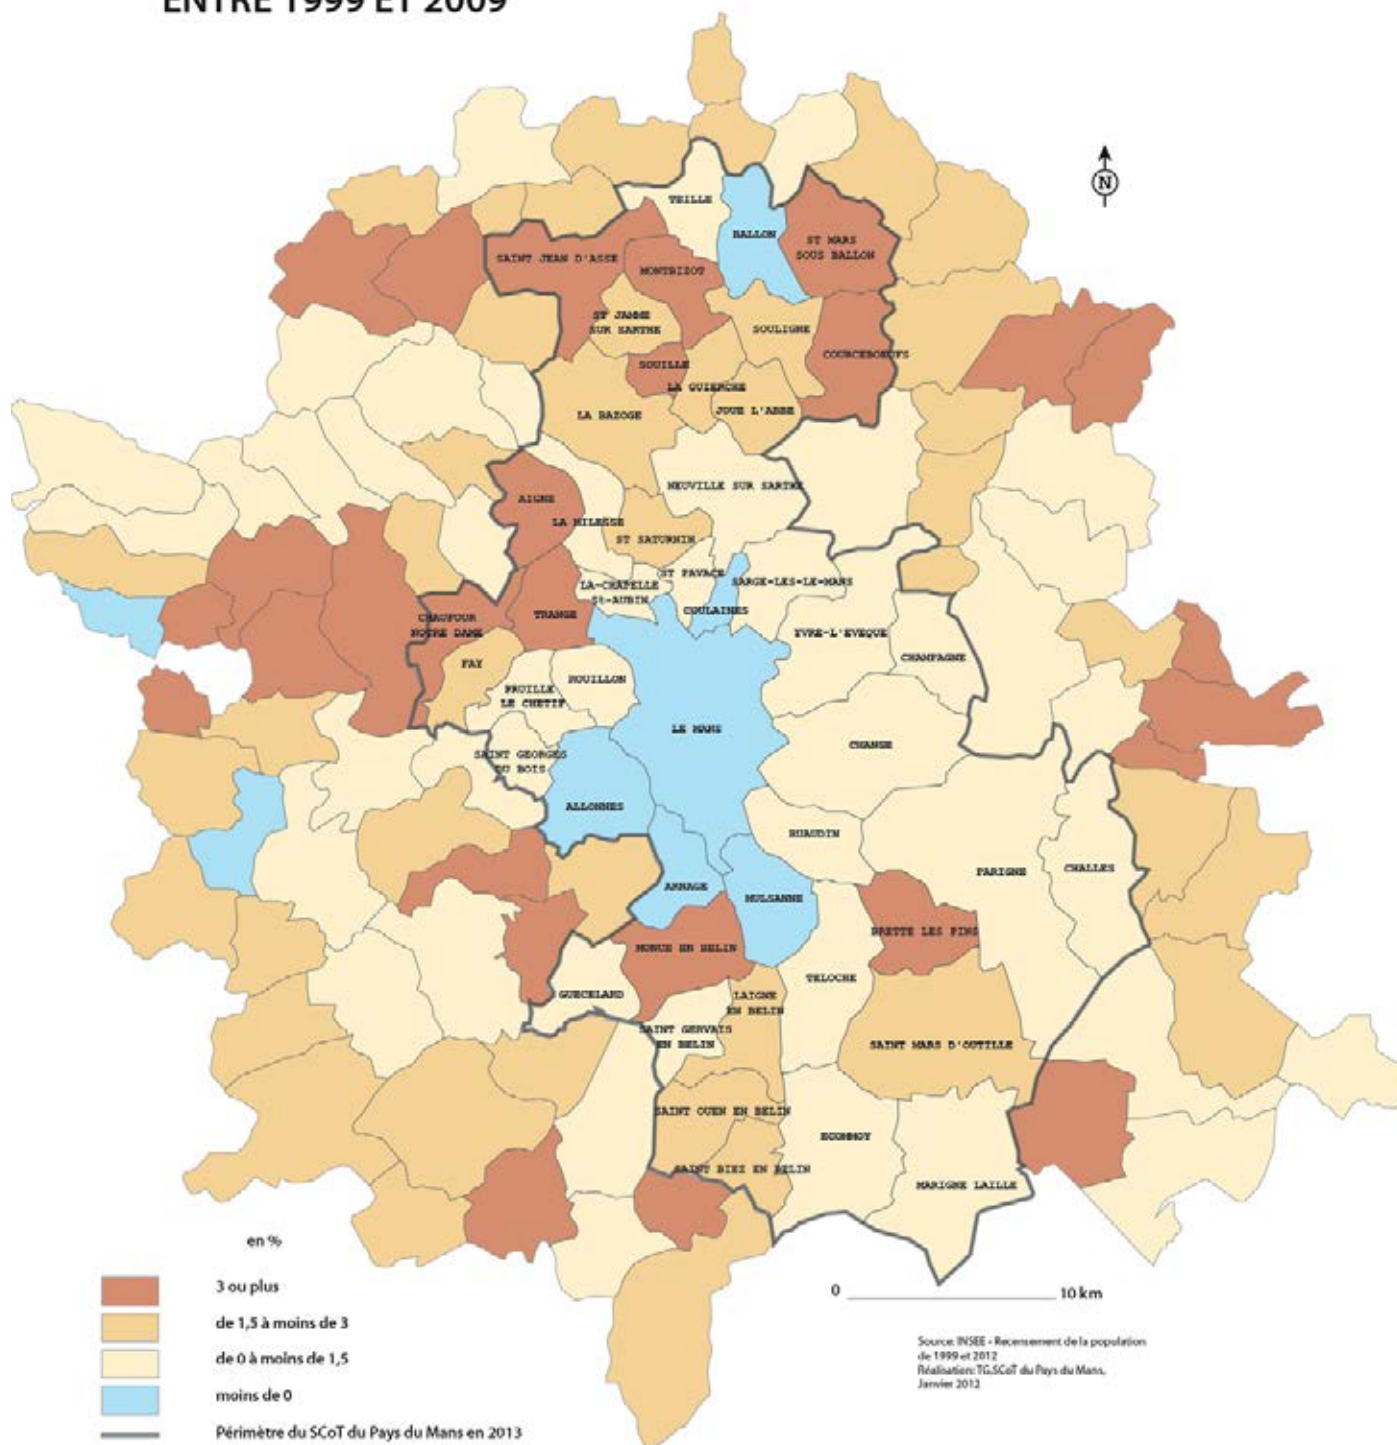 ENTRE 1999 ET 2009
N
TEILLE
BALLON
ST MARS
SOUS BALLON
SAINT JEAN D'ASSE
MONTBIZOT
ST JAMME
SUR SARTHE
SOULIGNE
COURCEBOEUFS
SOUILLE
LA GUIERCHE
JOUE L'ABBE
LA BAZOGE
NEUVILLE SUR SARTHE
AIGNE
LA MILESSE
ST SATURNIN
ST PAVACE
SARGE-LES-LE-MANS
LA-CHAPELLE
St-AUBIN
COULAINES
TRANGE
CHAUFOUR
NOTRE DAME
YVRE-L'EVEQUE
CHAMPAGNE
FAY
ROUILLON
PRUILLE
LE CHETIF
LE MANS
CHANGE
SAINT GEORGES
DU BOIS
ALLONNES
RUAUDIN
PARIGNE
CHALLES
ARNAGE
MULSANNE
BRETTE LES PINS
MONCE EN BELIN
TELOCHE
GUECELARD
LAIGNE
EN BELIN
SAINT GERVAIS
EN BELIN
SAINT MARS D'OUTILLE
SAINT OUEN EN BELIN
ECOMMOY
SAINT BIEZ EN BELIN
MARIGNE LAILLE
en %
3 ou plus
de 1,5 à moins de 3
de 0 à moins de 1,5
moins de 0
Périmètre du SCoT du Pays du Mans en 2013
0 10 km
Source: INSEE - Recensement de la population
de 1999 et 2012
Réalisation: TG.SCoT du Pays du Mans,
Janvier 2012